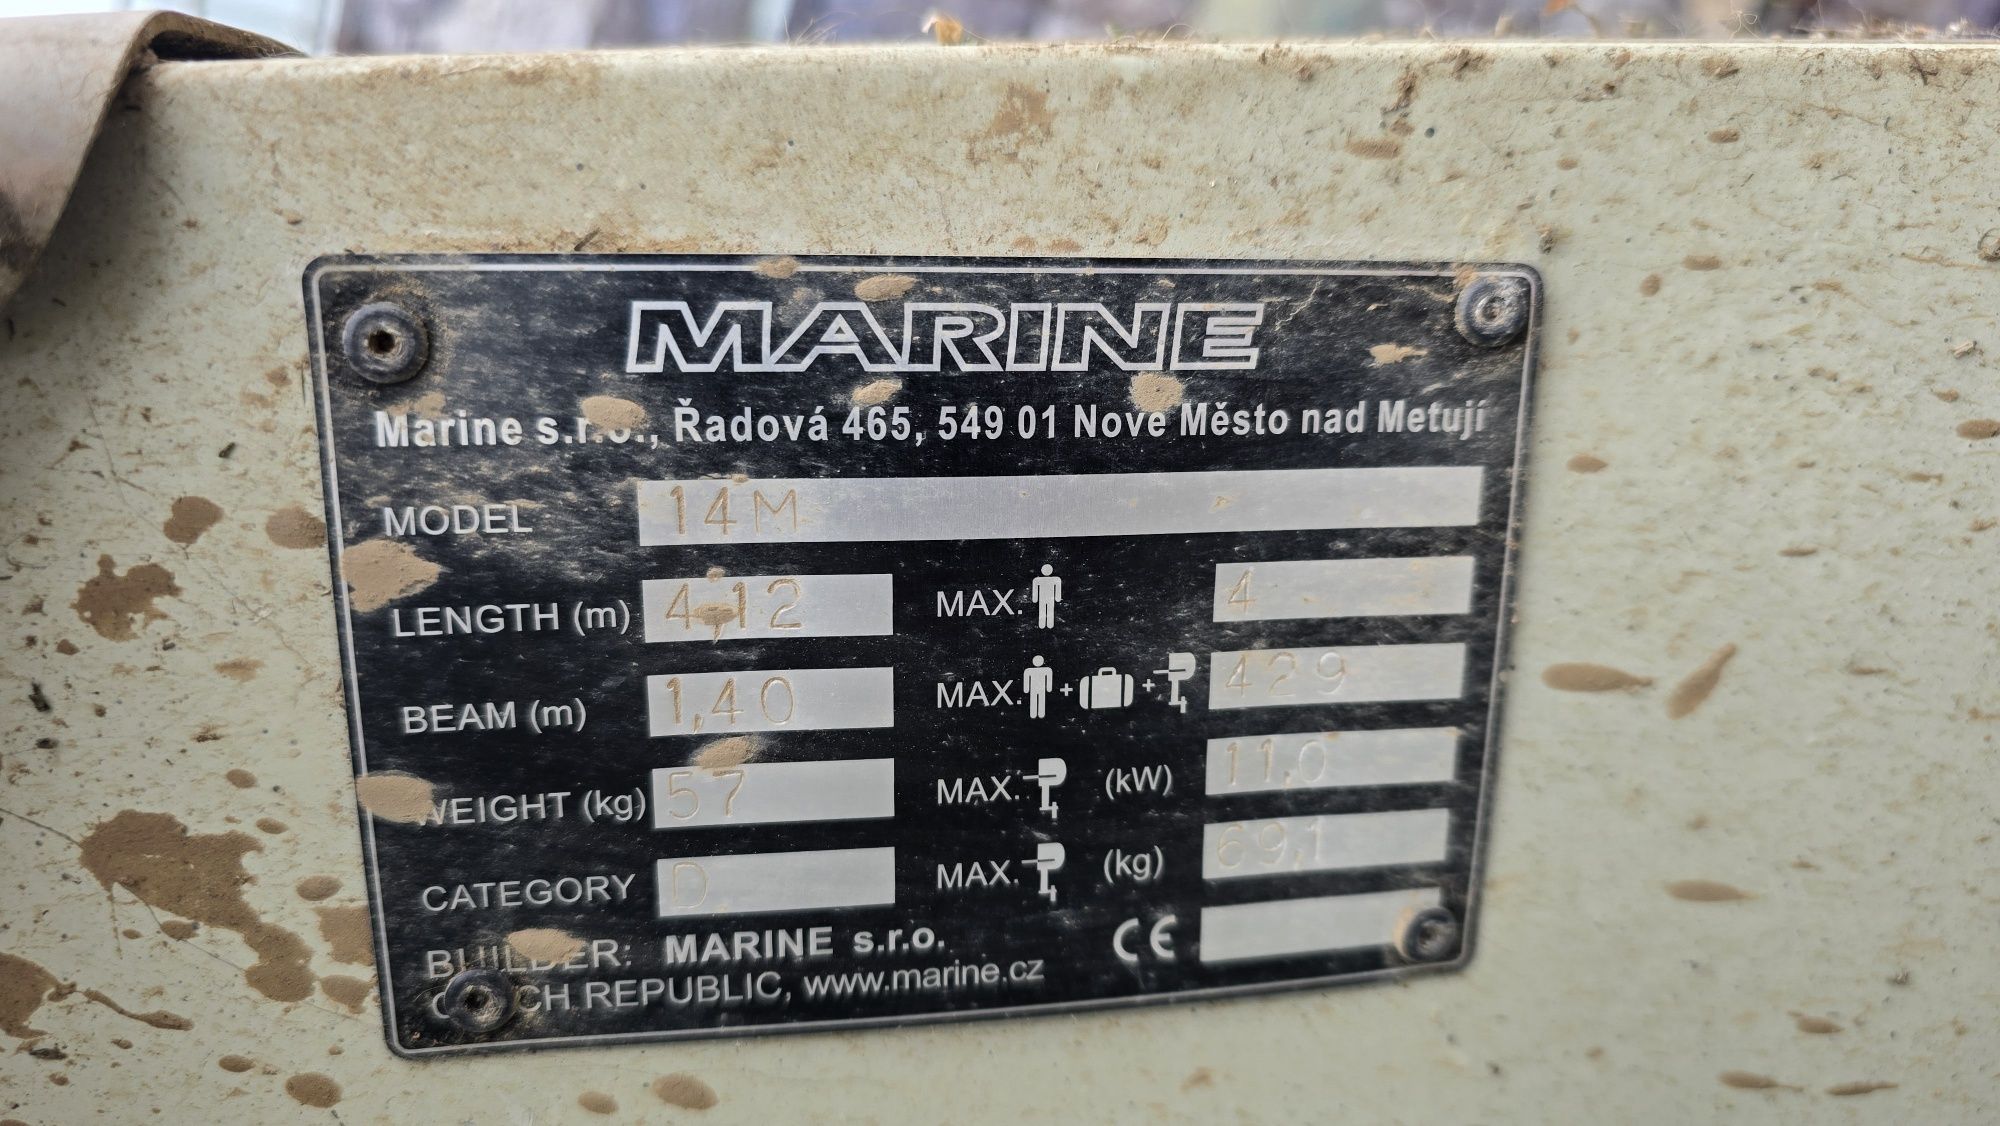 MARINE
Marine s.r.o., Řadová 465, 549 01 Nove Město nad Metují
MODEL 14M
LENGTH (m) 4,12 MAX. 4
BEAM (m) 1,40 MAX. + + 429
WEIGHT (kg) 57 MAX. (kW) 11,0
CATEGORY D MAX. (kg) 69,1
BUILDER: MARINE s.r.o. CE
CZECH REPUBLIC, www.marine.cz